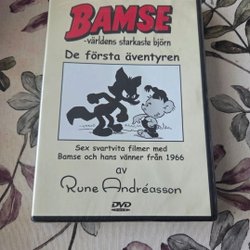 BAMSE
-världens starkaste björn
De första äventyren
Sex svartvita filmer med
Bamse och hans vänner från 1966
av
Rune Andréasson
DVD